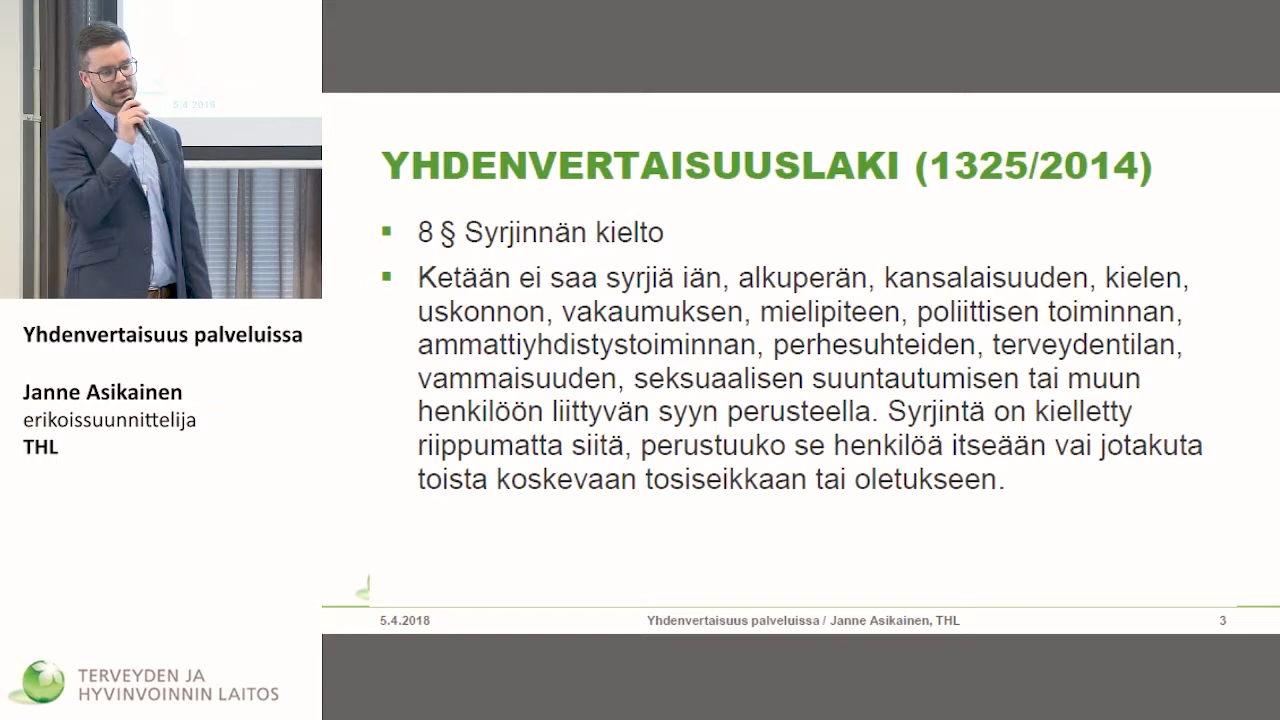 5.4.2018
Yhdenvertaisuus palveluissa
Janne Asikainen
erikoissuunnittelija
THL
TERVEYDEN JA
HYVINVOINNIN LAITOS
YHDENVERTAISUUSLAKI (1325/2014)
▪ 8 § Syrjinnän kielto
▪ Ketään ei saa syrjiä iän, alkuperän, kansalaisuuden, kielen,
uskonnon, vakaumuksen, mielipiteen, poliittisen toiminnan,
ammattiyhdistystoiminnan, perhesuhteiden, terveydentilan,
vammaisuuden, seksuaalisen suuntautumisen tai muun
henkilöön liittyvän syyn perusteella. Syrjintä on kielletty
riippumatta siitä, perustuuko se henkilöä itseään vai jotakuta
toista koskevaan tosiseikkaan tai oletukseen.
5.4.2018
Yhdenvertaisuus palveluissa / Janne Asikainen, THL
3